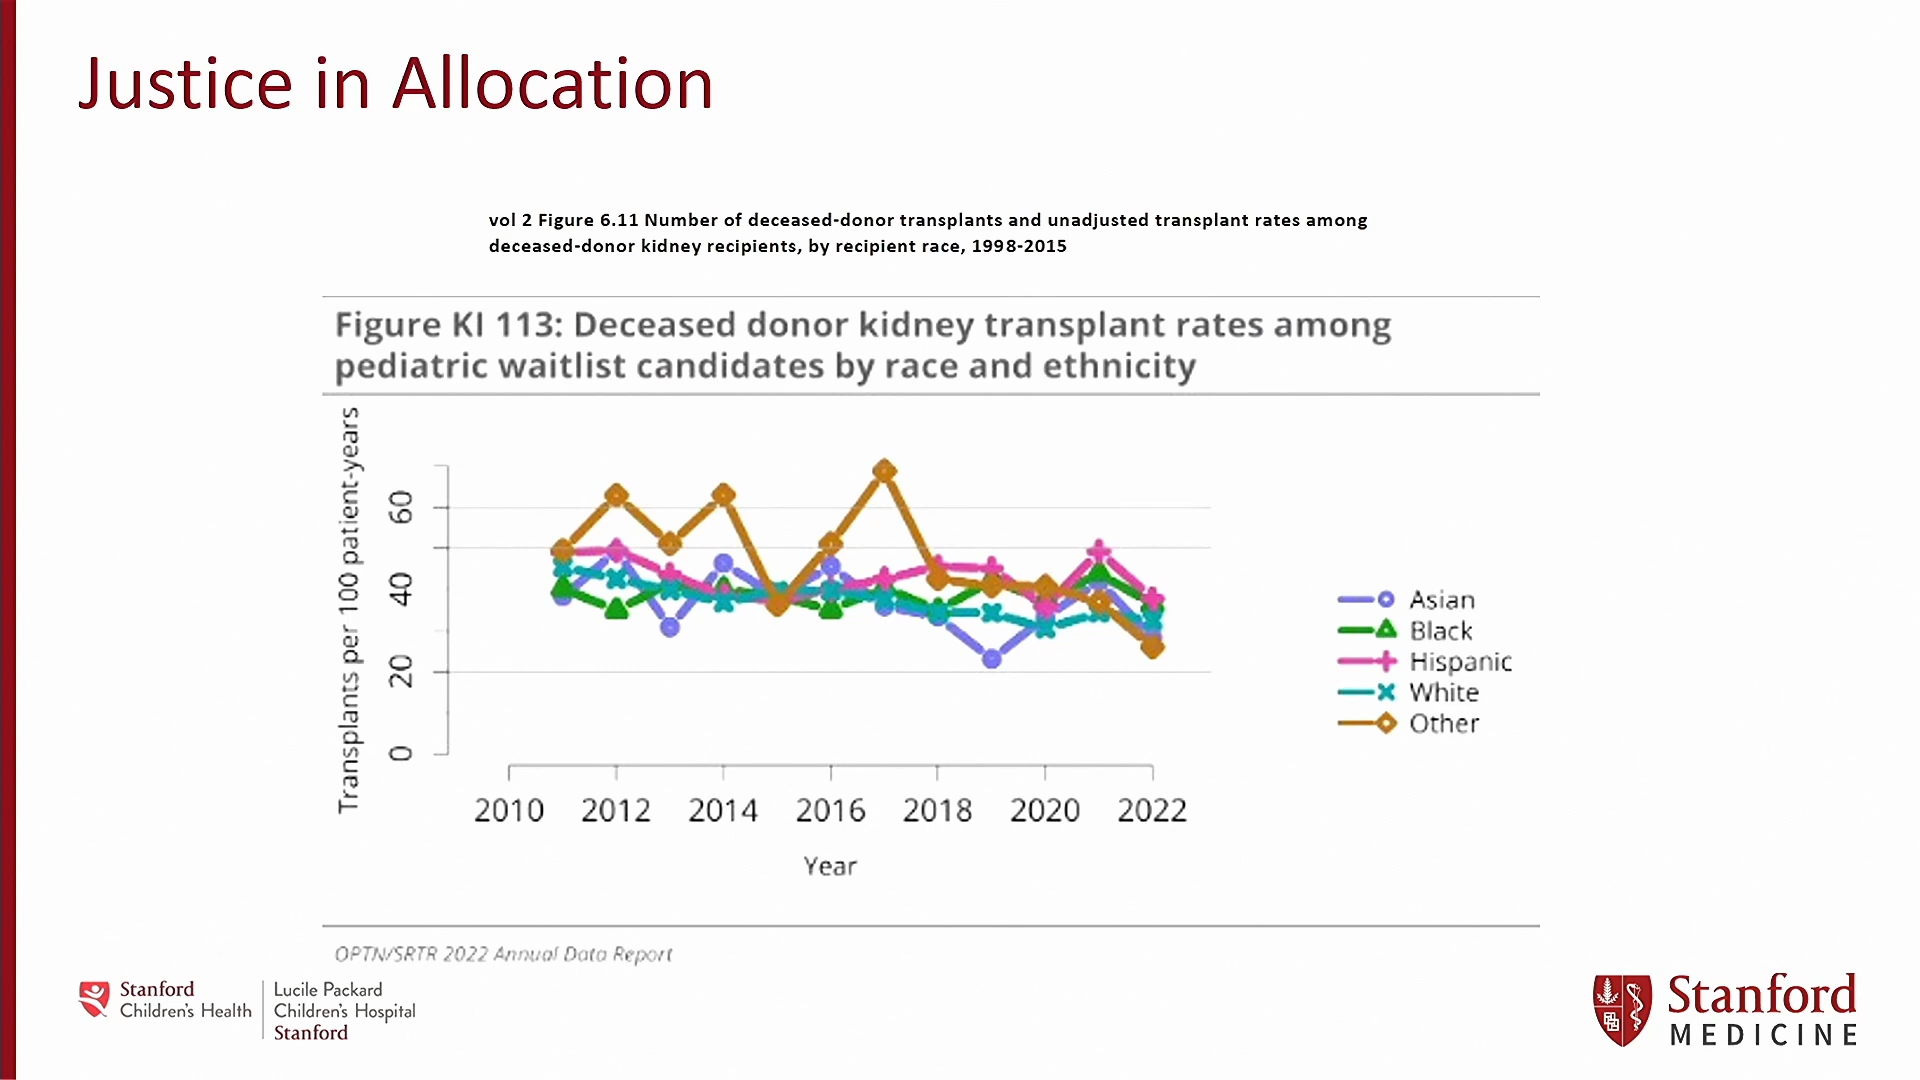 Justice in Allocation
vol 2 Figure 6.11 Number of deceased-donor transplants and unadjusted transplant rates among
deceased-donor kidney recipients, by recipient race, 1998-2015
Figure KI 113: Deceased donor kidney transplant rates among
pediatric waitlist candidates by race and ethnicity
Transplants per 100 patient-years
60
40
20
0
2010 2012 2014 2016 2018 2020 2022
Year
Asian
Black
Hispanic
White
Other
OPTN/SRTR 2022 Annual Data Report
Stanford
Children's Health
Lucile Packard
Children's Hospital
Stanford
Stanford
MEDICINE